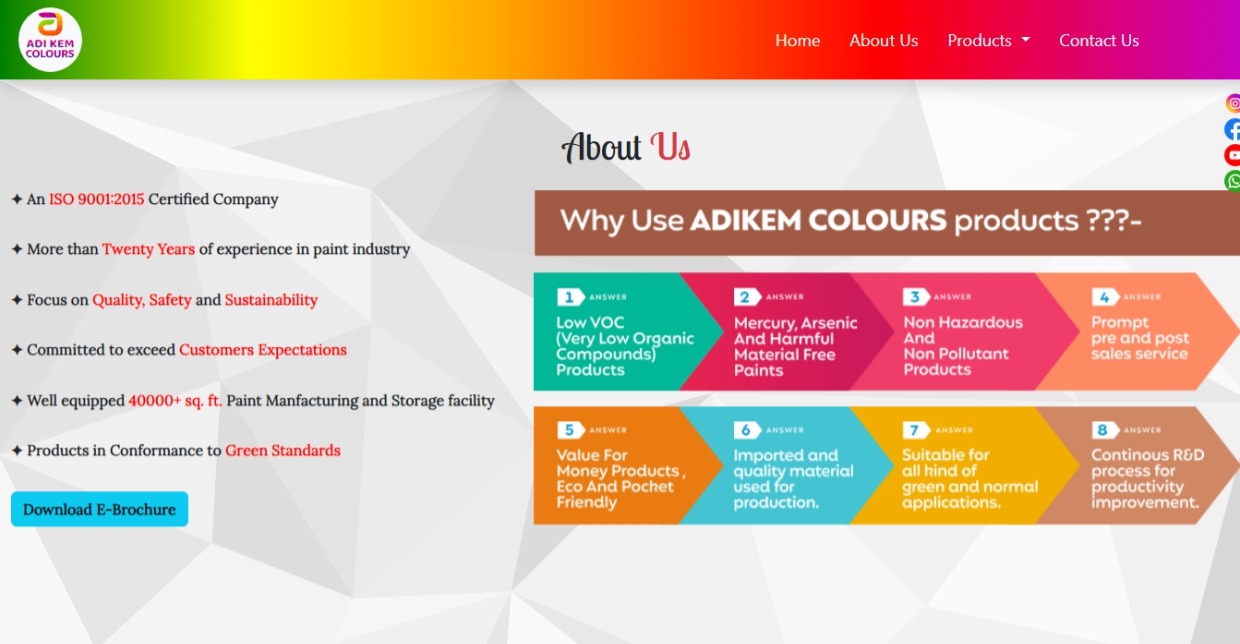 ADI KEM
COLOURS
Home About Us Products Contact Us
About Us
✦ An ISO 9001:2015 Certified Company
✦ More than Twenty Years of experience in paint industry
✦ Focus on Quality, Safety and Sustainability
✦ Committed to exceed Customers Expectations
✦ Well equipped 40000+ sq. ft. Paint Manfacturing and Storage facility
✦ Products in Conformance to Green Standards
Download E-Brochure
Why Use ADIKEM COLOURS products ???-
1 ANSWER
Low VOC
(Very Low Organic
Compounds)
Products
2 ANSWER
Mercury, Arsenic
And Harmful
Material Free
Paints
3 ANSWER
Non Hazardous
And
Non Pollutant
Products
4 ANSWER
Prompt
pre and post
sales service
5 ANSWER
Value For
Money Products ,
Eco And Pocket
Friendly
6 ANSWER
Imported and
quality material
used for
production.
7 ANSWER
Suitable for
all kind of
green and normal
applications.
8 ANSWER
Continous R&D
process for
productivity
improvement.